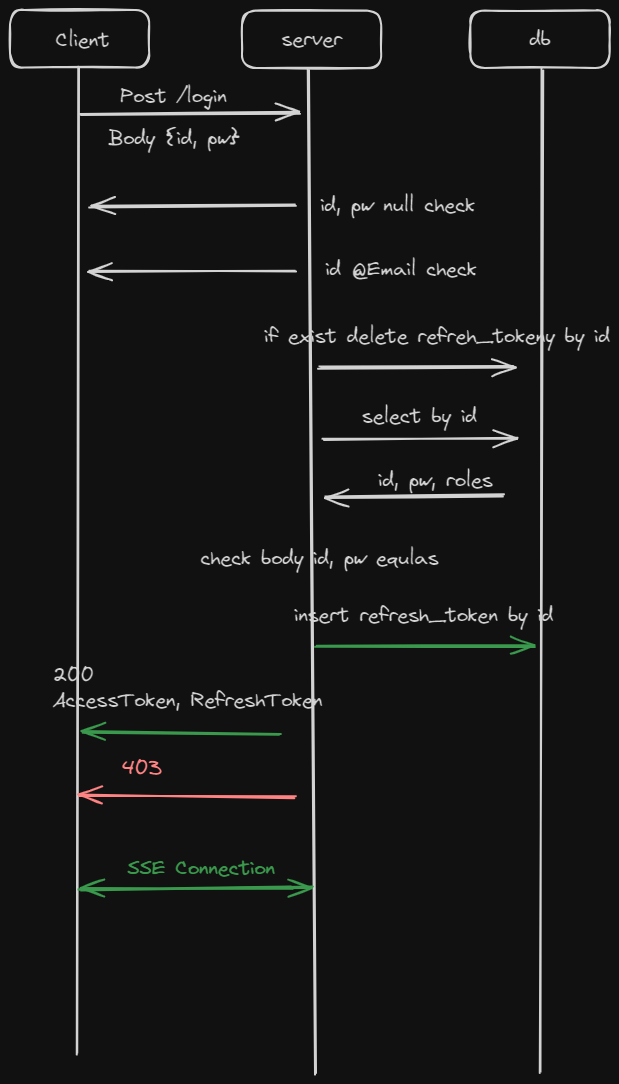 Client
server
db
Post /login
Body {id, pw}
id, pw null check
id @Email check
if exist delete refreh_tokeny by id
select by id
id, pw, roles
check body id, pw equlas
insert refresh_token by id
200
AccessToken, RefreshToken
403
SSE Connection